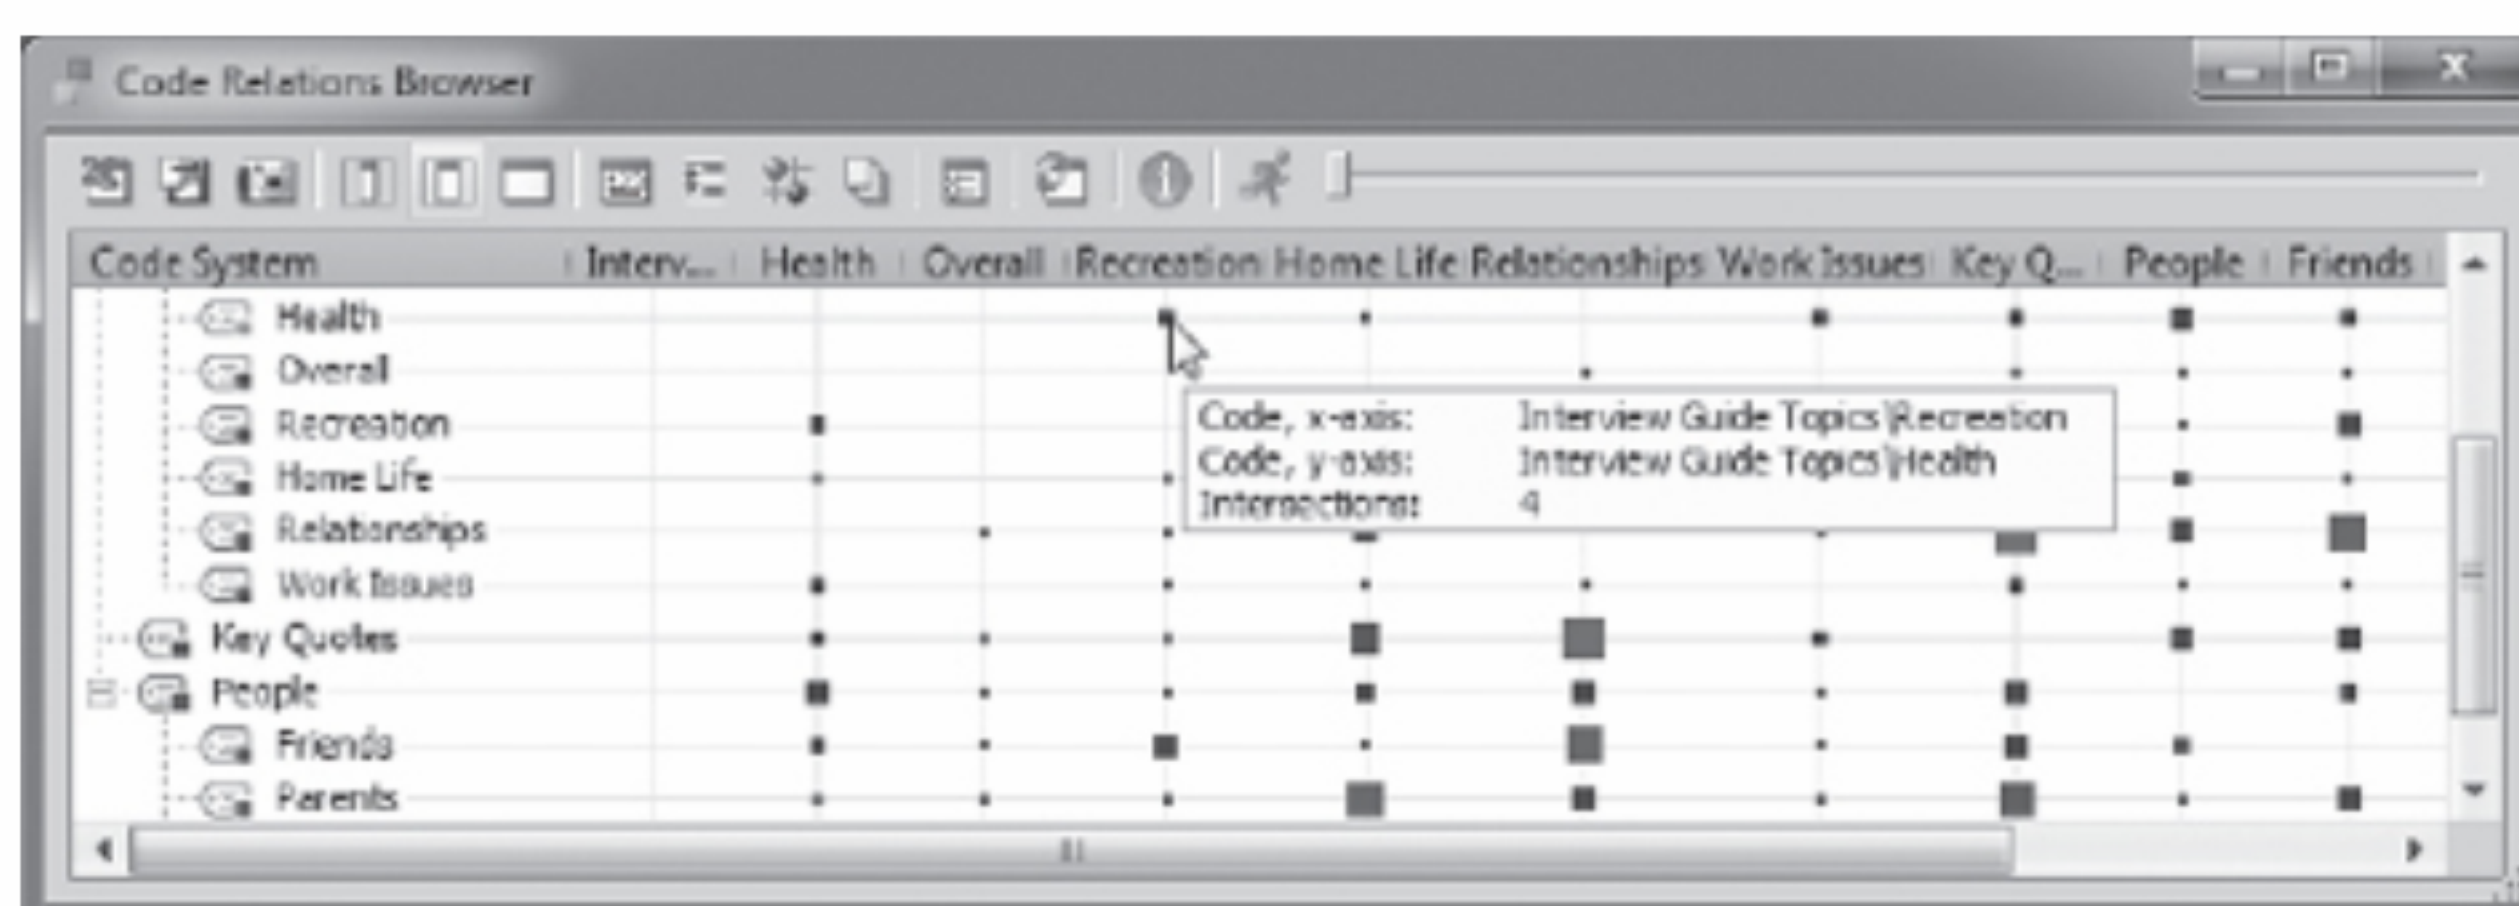 Code Relations Browser
Code System Interv... Health Overall Recreation Home Life Relationships Work Issues Key Q... People Friends
Health
Overall
Recreation
Home Life
Relationships
Work Issues
Key Quotes
People
Friends
Parents
Code, x-axis: Interview Guide Topics\Recreation
Code, y-axis: Interview Guide Topics\Health
Intersections: 4